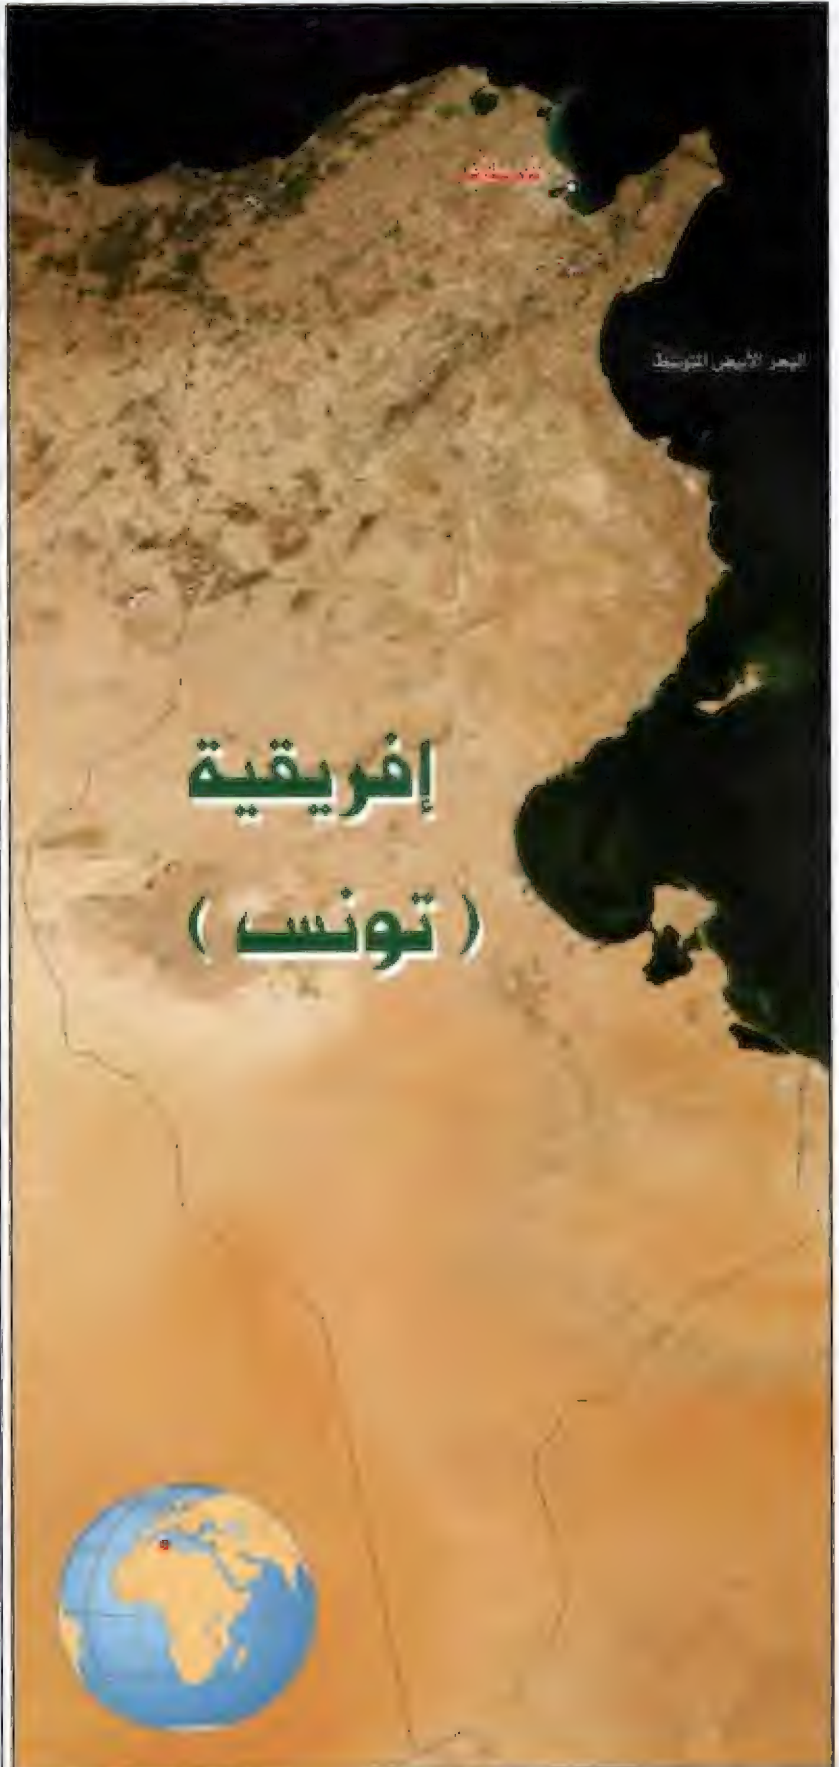 البحر الأبيض المتوسط
إفريقية
( تونس )